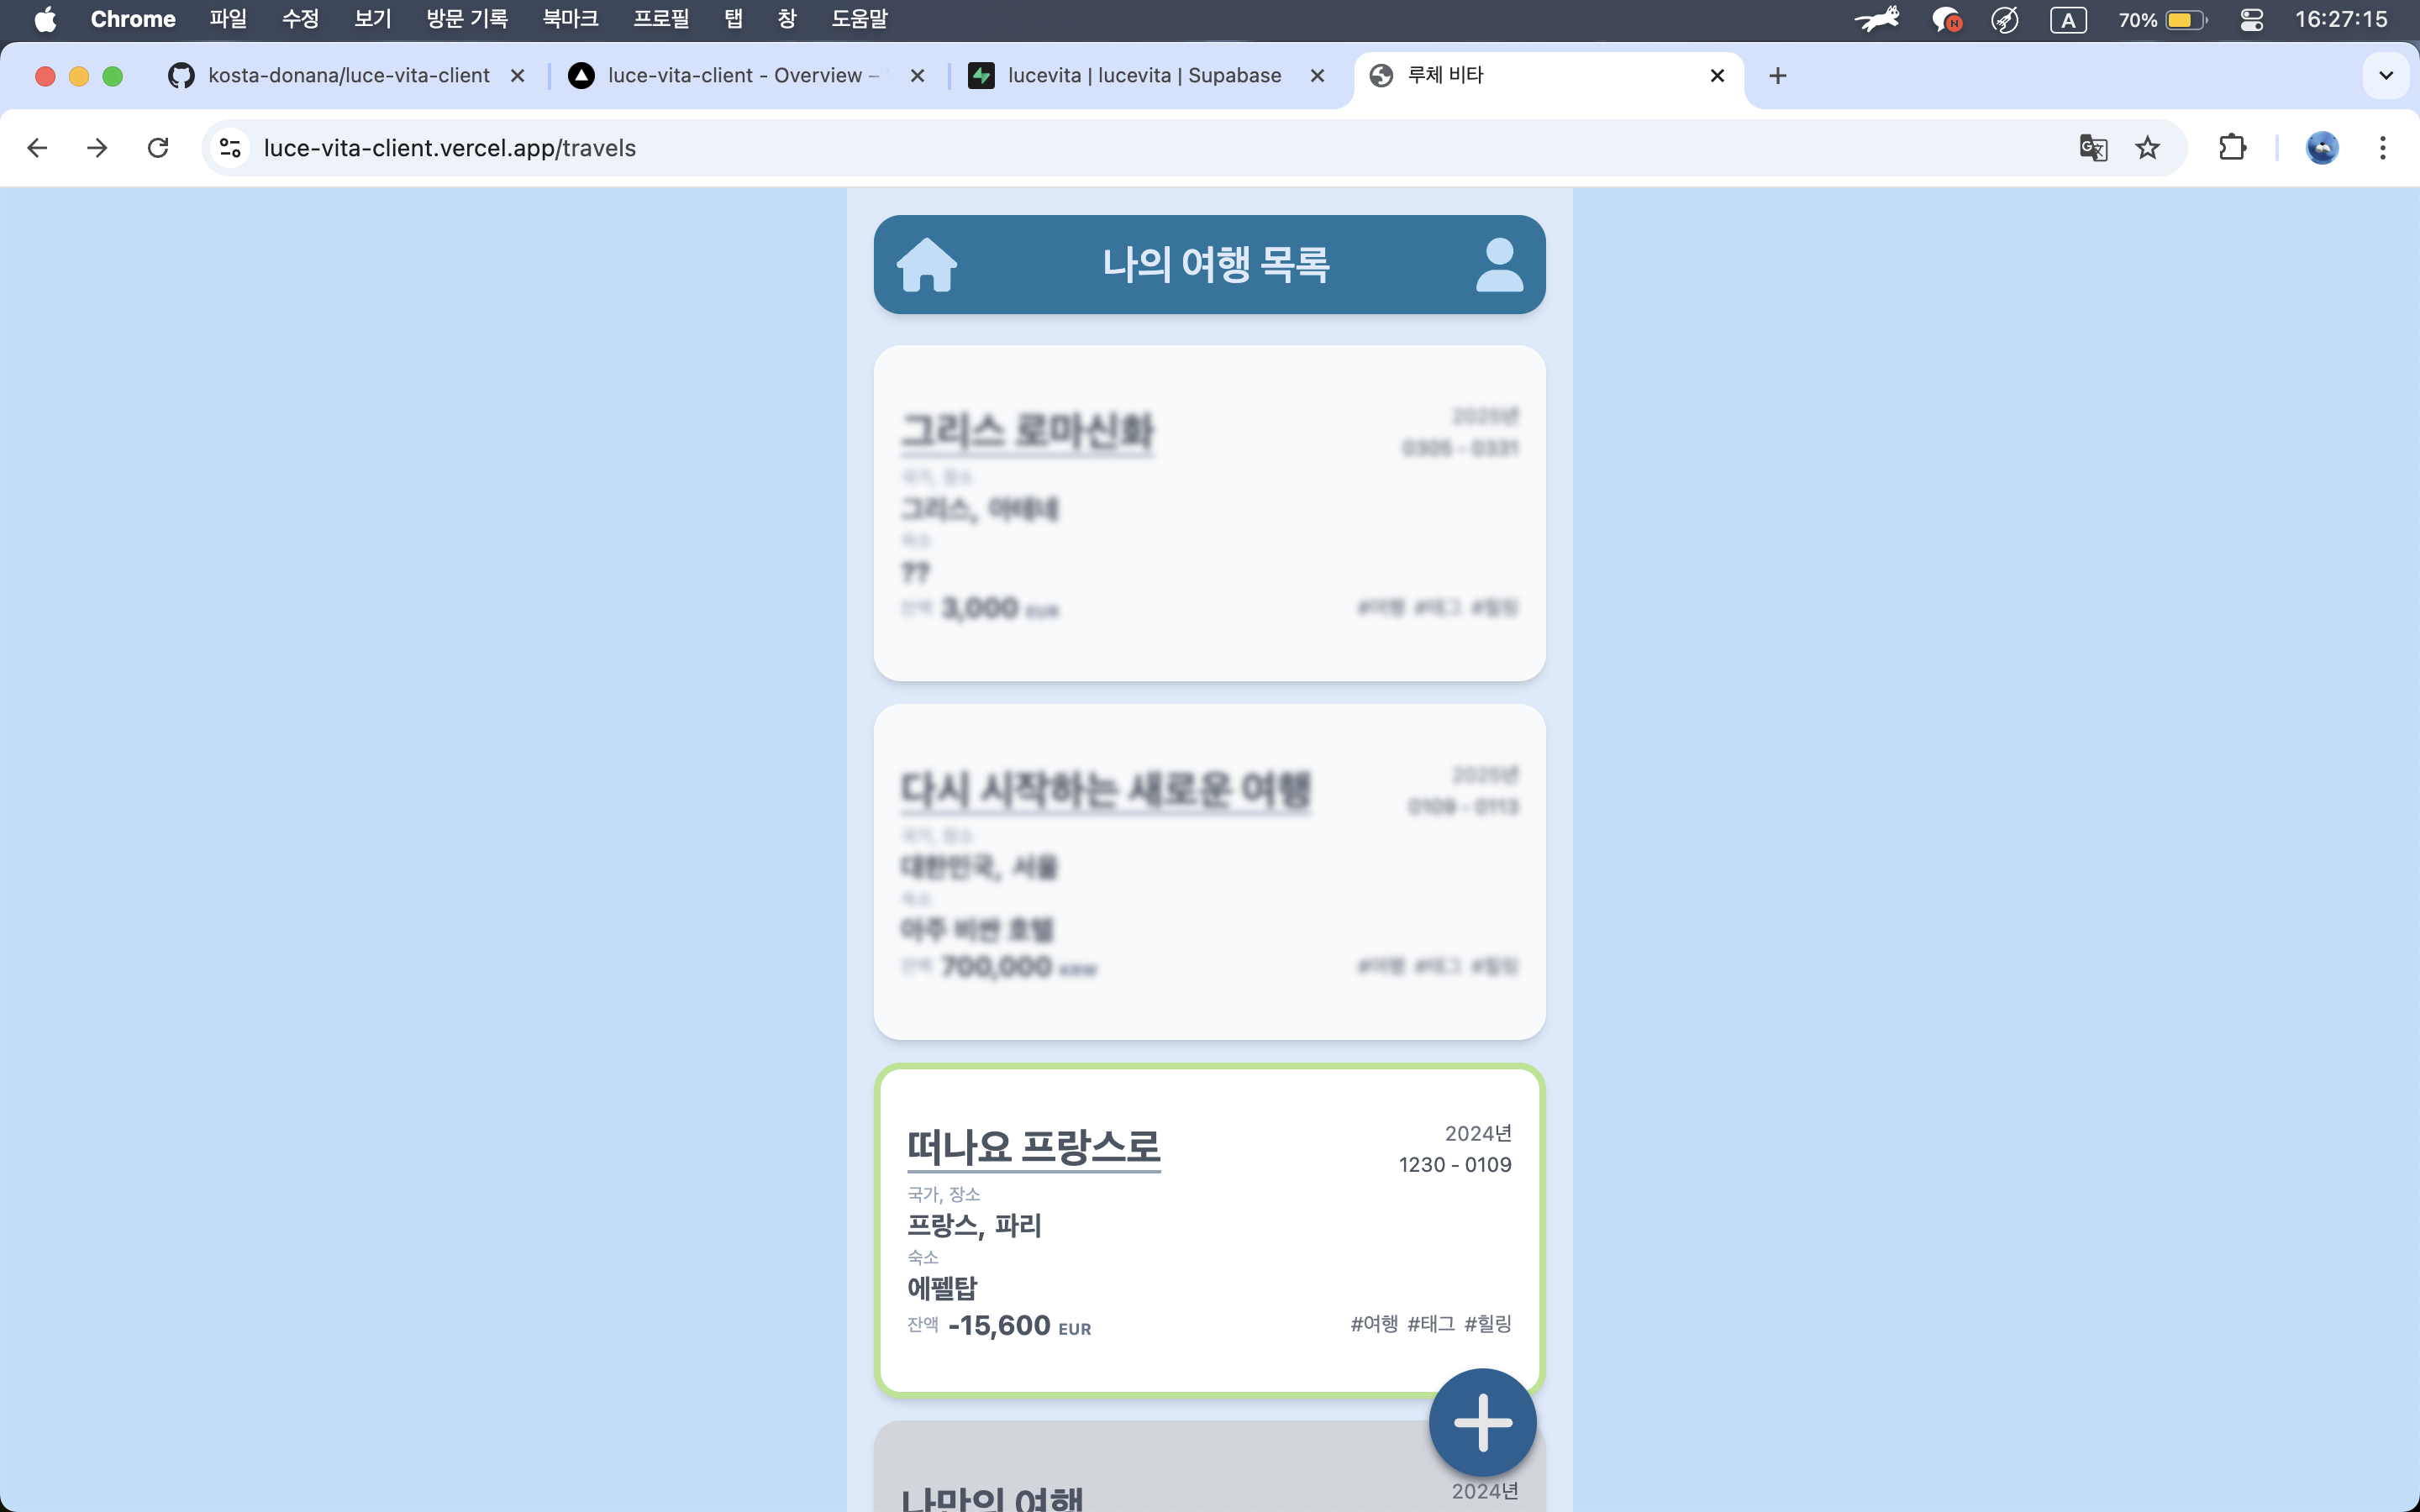 Chrome 파일 수정 보기 방문 기록 북마크 프로필 탭 창 도움말 N A 70% 16:27:15
kosta-donana/luce-vita-client luce-vita-client - Overview – lucevita | lucevita | Supabase 루체 비타
luce-vita-client.vercel.app/travels
나의 여행 목록
그리스 로마신화
2025년
0305 - 0331
국가, 장소
그리스, 아테네
숙소
??
잔액 3,000 EUR #여행 #태그 #힐링
다시 시작하는 새로운 여행
2025년
0109 - 0113
국가, 장소
대한민국, 서울
숙소
아주 비싼 호텔
잔액 700,000 KRW #여행 #태그 #힐링
떠나요 프랑스로
2024년
1230 - 0109
국가, 장소
프랑스, 파리
숙소
에펠탑
잔액 -15,600 EUR #여행 #태그 #힐링
나만의 여행
2024년